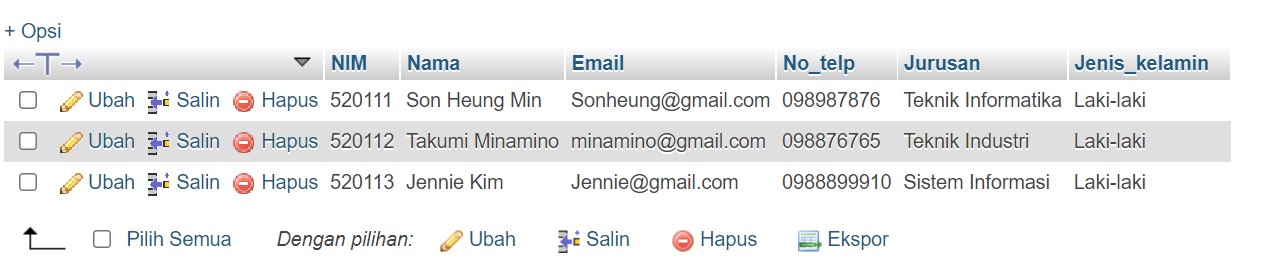 + Opsi
←T→ NIM Nama Email No_telp Jurusan Jenis_kelamin
Ubah Salin Hapus 520111 Son Heung Min Sonheung@gmail.com 098987876 Teknik Informatika Laki-laki
Ubah Salin Hapus 520112 Takumi Minamino minamino@gmail.com 098876765 Teknik Industri Laki-laki
Ubah Salin Hapus 520113 Jennie Kim Jennie@gmail.com 0988899910 Sistem Informasi Laki-laki
Pilih Semua Dengan pilihan: Ubah Salin Hapus Ekspor